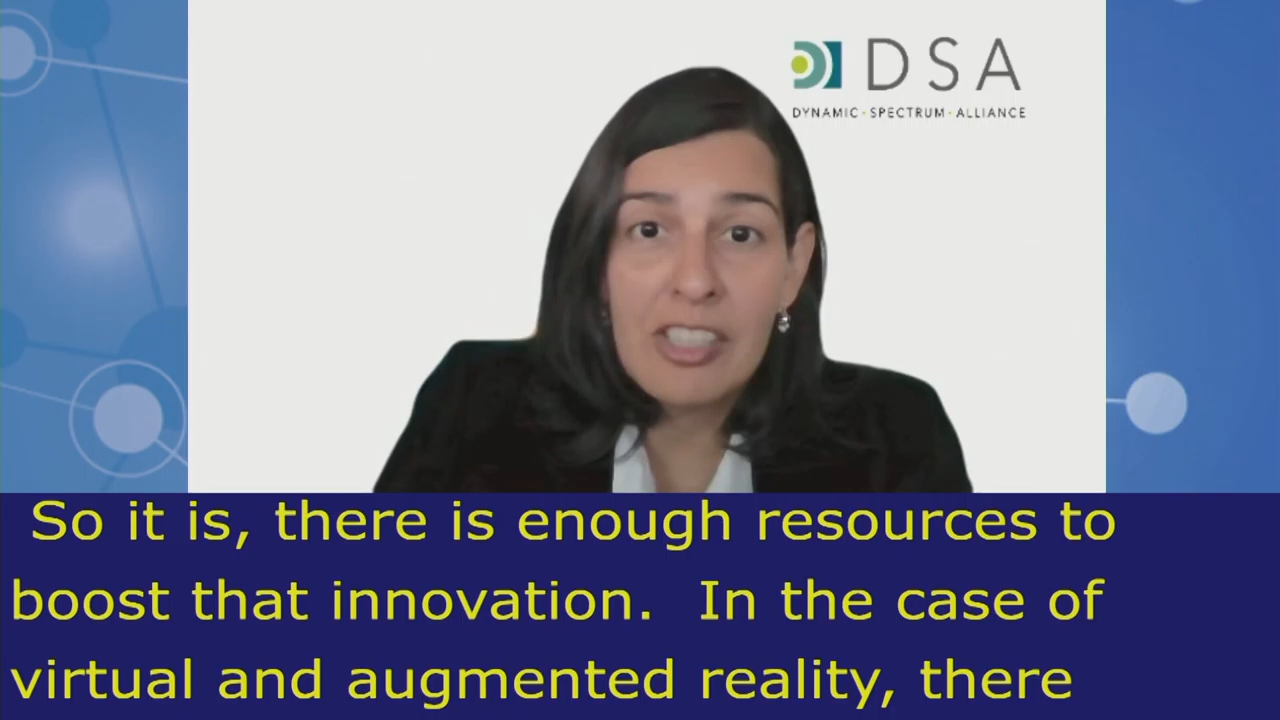 DSA
DYNAMIC·SPECTRUM·ALLIANCE
So it is, there is enough resources to
boost that innovation.  In the case of
virtual and augmented reality, there